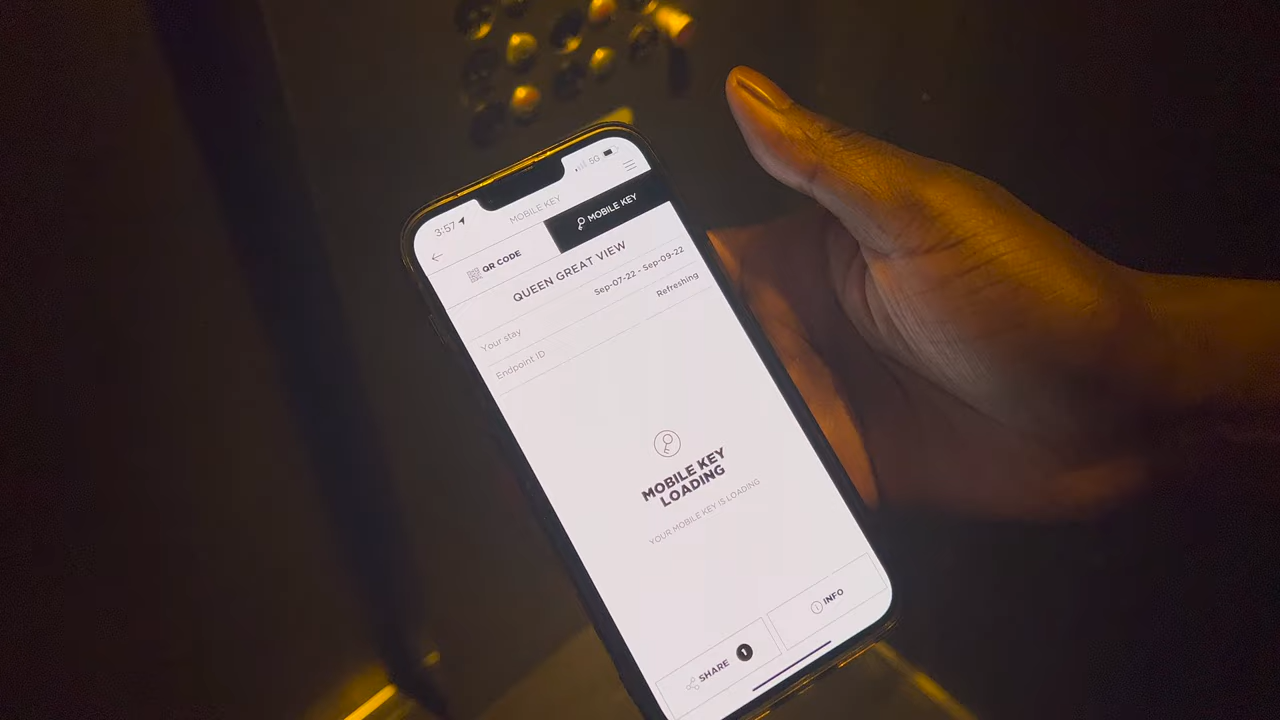 3:57
5G
MOBILE KEY
QR CODE
MOBILE KEY
QUEEN GREAT VIEW
Your stay Sep-07-22 - Sep-09-22
Endpoint ID Refreshing
MOBILE KEY
LOADING
YOUR MOBILE KEY IS LOADING
SHARE 1
INFO